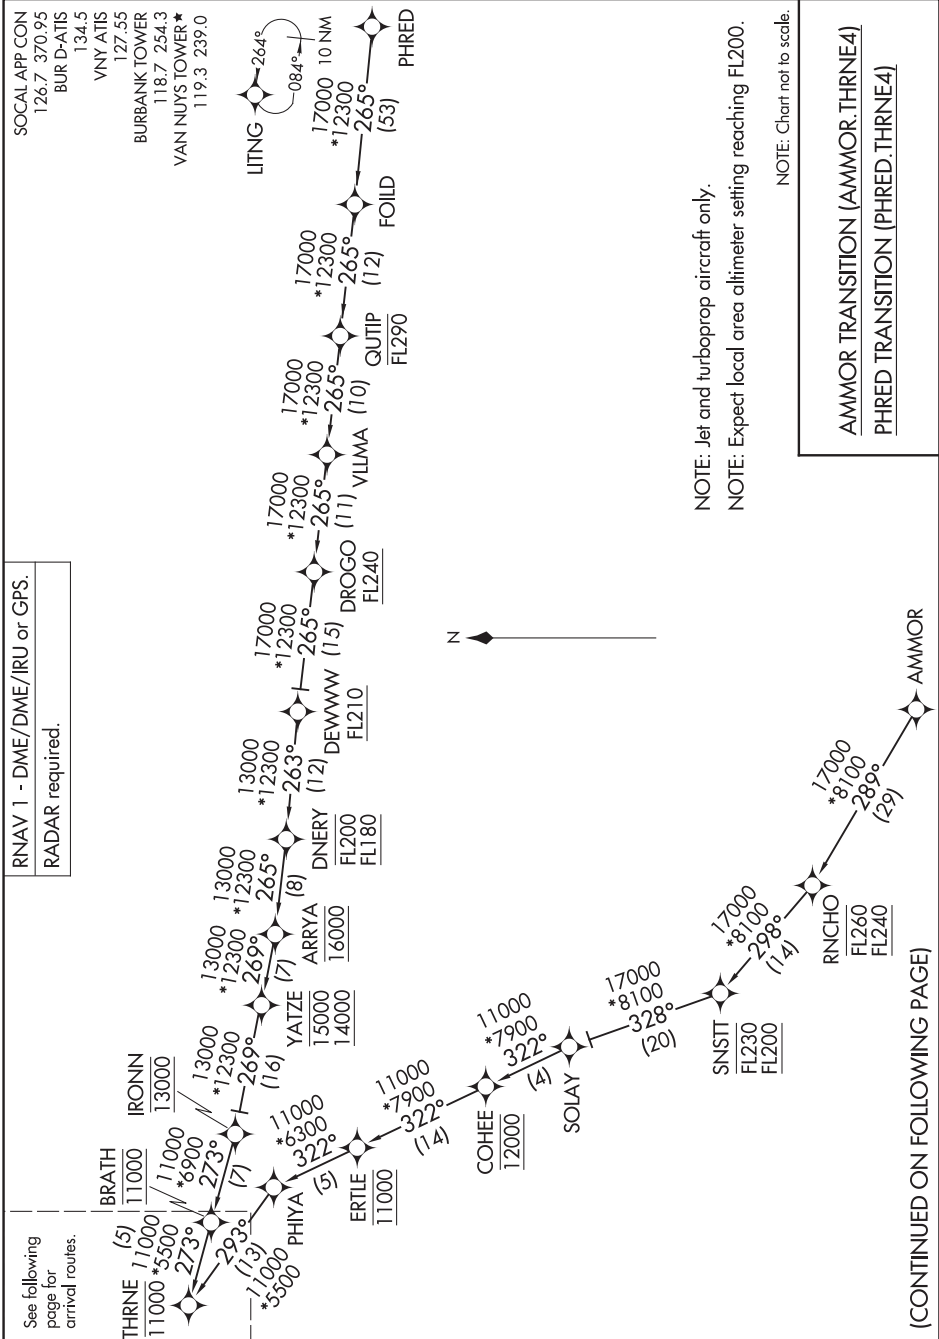 SOCAL APP CON
126.7 370.95
BUR D-ATIS
134.5
VNY ATIS
127.55
BURBANK TOWER
118.7 254.3
VAN NUYS TOWER★
119.3 239.0
RNAV 1 - DME/DME/IRU or GPS.
RADAR required.
See following
page for
arrival routes.
LITNG
264°
084°
10 NM
PHRED
17000
*12300
265°
(53)
FOILD
17000
*12300
265°
(12)
QUTIP
FL290
17000
*12300
265°
(10)
VLLMA
17000
*12300
265°
(11)
DROGO
FL240
17000
*12300
265°
(15)
DEWWW
FL210
13000
*12300
263°
(12)
DNERY
FL200
FL180
13000
*12300
265°
(8)
ARRYA
16000
13000
*12300
269°
(7)
YATZE
15000
14000
13000
*12300
269°
(16)
IRONN
13000
11000
*6900
273°
(7)
BRATH
11000
(5)
11000
*5500
273°
THRNE
11000
293°
(13)
11000
*5500
PHIYA
11000
*6300
322°
(5)
ERTLE
11000
11000
*7900
322°
(14)
COHEE
12000
11000
*7900
322°
(4)
SOLAY
17000
*8100
328°
(20)
SNSTT
FL230
FL200
17000
*8100
298°
(14)
RNCHO
FL260
FL240
17000
*8100
289°
(29)
AMMOR
N
NOTE: Jet and turboprop aircraft only.
NOTE: Expect local area altimeter setting reaching FL200.
NOTE: Chart not to scale.
AMMOR TRANSITION (AMMOR.THRNE4)
PHRED TRANSITION (PHRED.THRNE4)
(CONTINUED ON FOLLOWING PAGE)